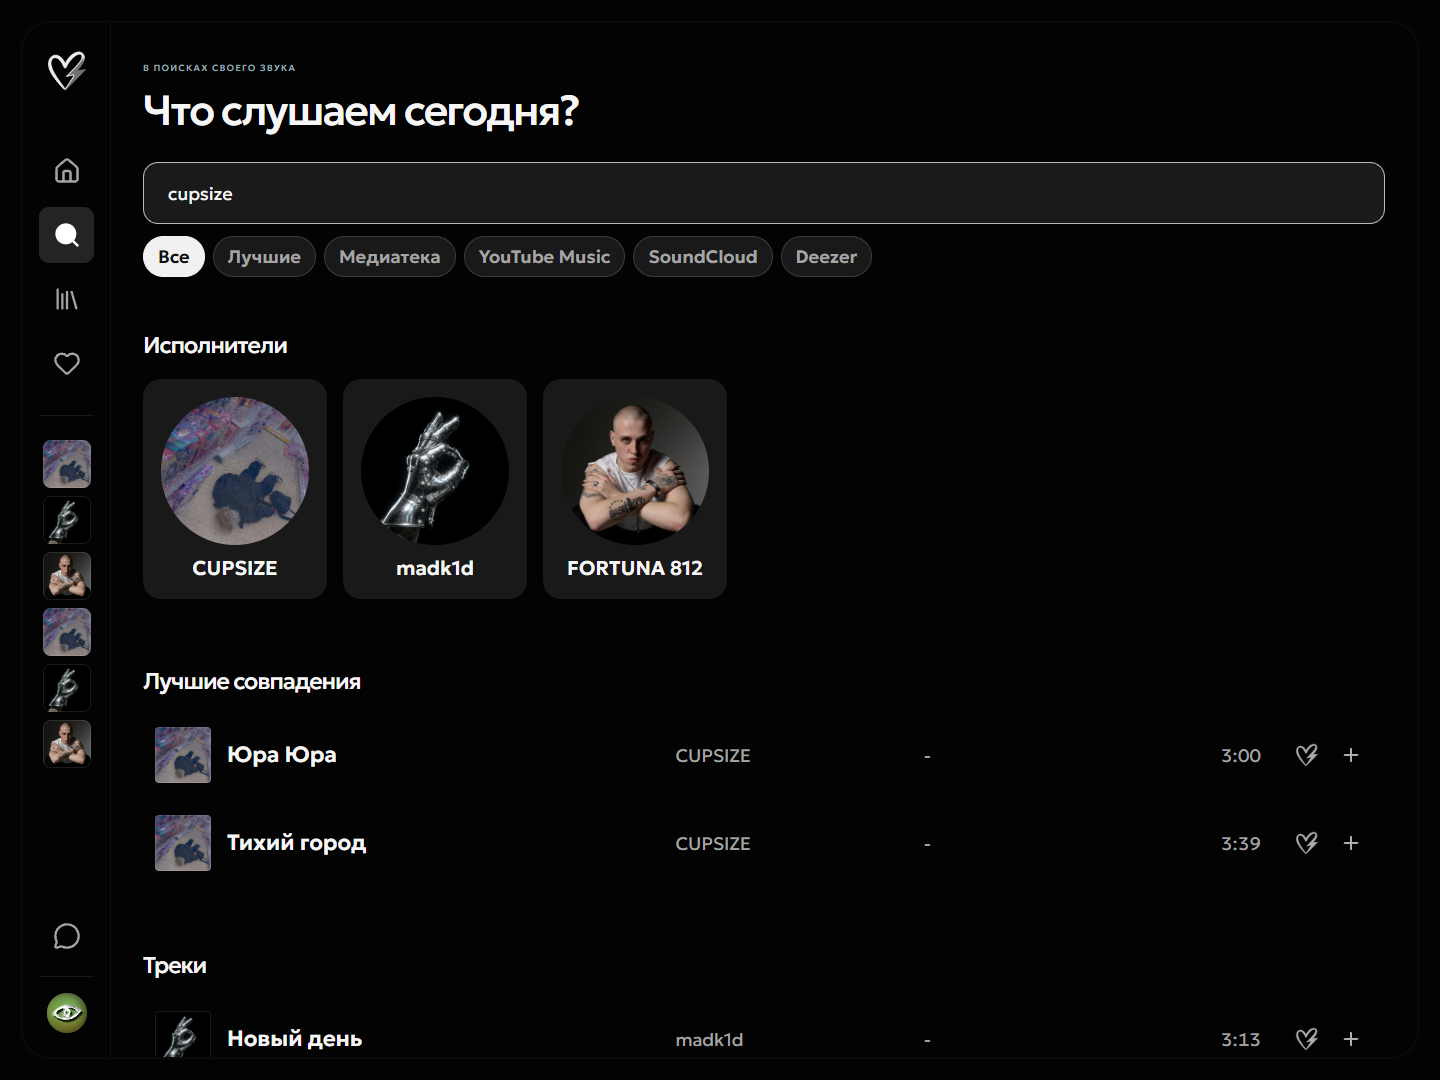 В ПОИСКАХ СВОЕГО ЗВУКА
Что слушаем сегодня?
cupsize
Все Лучшие Медиатека YouTube Music SoundCloud Deezer
Исполнители
CUPSIZE madk1d FORTUNA 812
Лучшие совпадения
Юра Юра CUPSIZE - 3:00
Тихий город CUPSIZE - 3:39
Треки
Новый день madk1d - 3:13